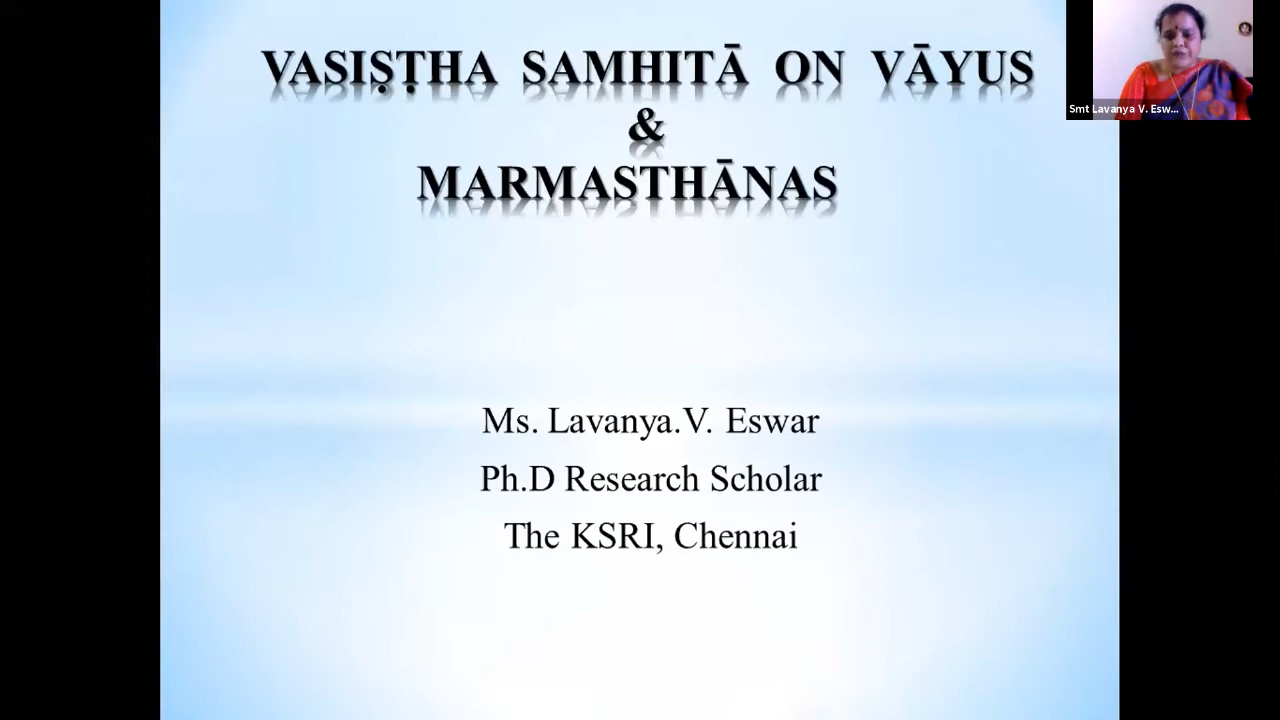 VASIṢṬHA SAMHITĀ ON VĀYUS
&
MARMASTHĀNAS
Ms. Lavanya.V. Eswar
Ph.D Research Scholar
The KSRI, Chennai
Smt Lavanya V. Esw...